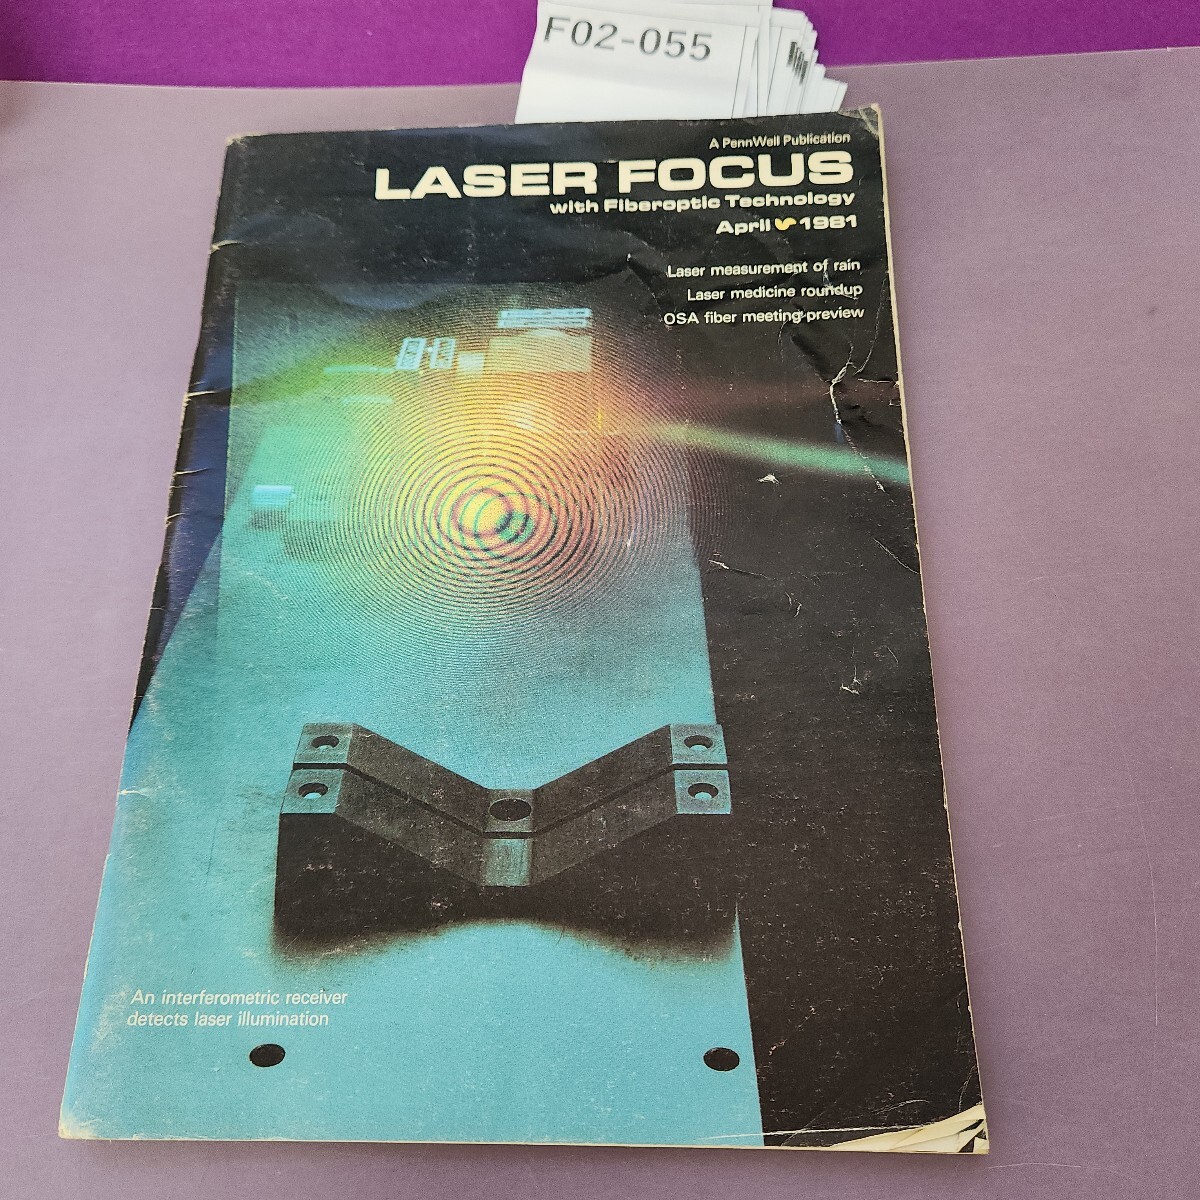 F02-055
A PennWell Publication
LASER FOCUS
with Fiberoptic Technology
April 1981
Laser measurement of rain
Laser medicine roundup
OSA fiber meeting preview
An interferometric receiver
detects laser illumination